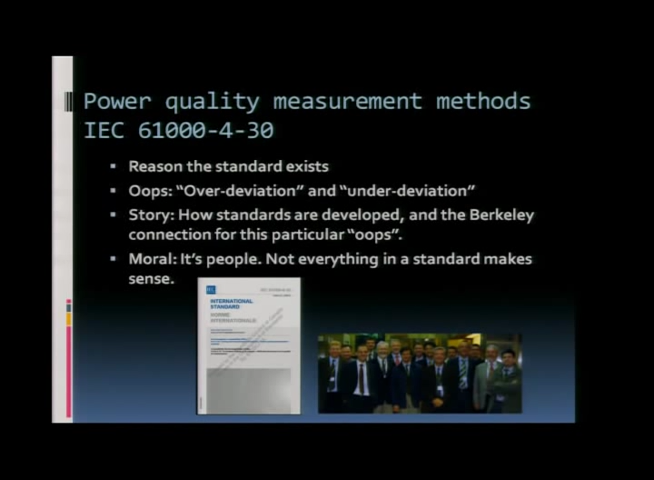 Power quality measurement methods
IEC 61000-4-30
▪ Reason the standard exists
▪ Oops: “Over-deviation” and “under-deviation”
▪ Story: How standards are developed, and the Berkeley
connection for this particular “oops”.
▪ Moral: It’s people. Not everything in a standard makes
sense.
INTERNATIONAL
STANDARD
NORME
INTERNATIONALE